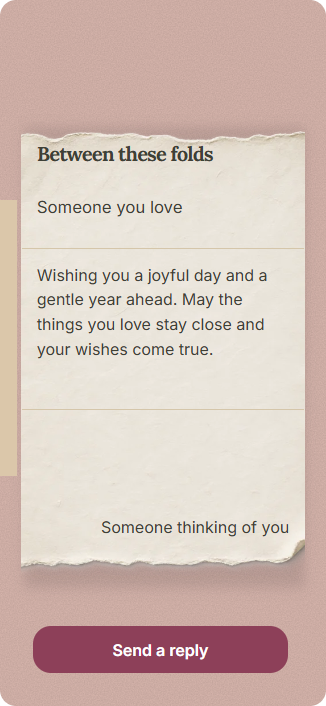 Between these folds
Someone you love
Wishing you a joyful day and a
gentle year ahead. May the
things you love stay close and
your wishes come true.
Someone thinking of you
Send a reply